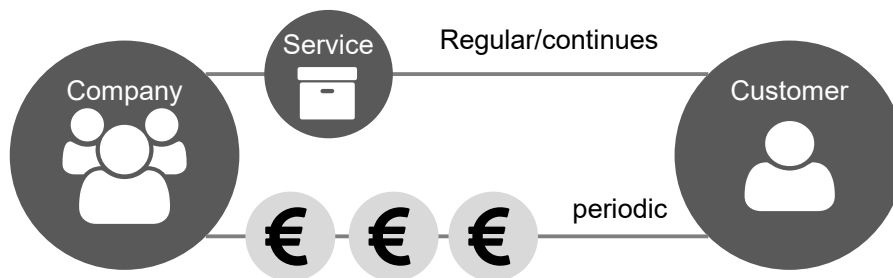 Service
Regular/continues
Company
Customer
€ € €
periodic